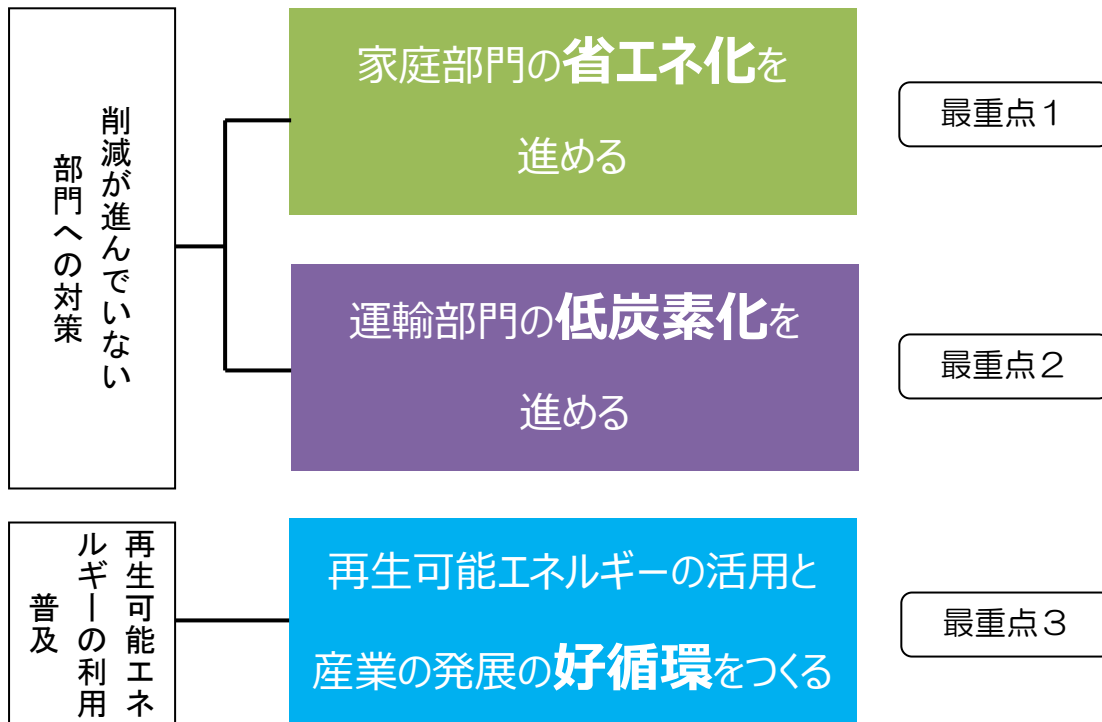 削減が進んでいない
部門への対策
家庭部門の省エネ化を
進める
最重点１
運輸部門の低炭素化を
進める
最重点２
再生可能エネ
ルギーの利用
普及
再生可能エネルギーの活用と
産業の発展の好循環をつくる
最重点３